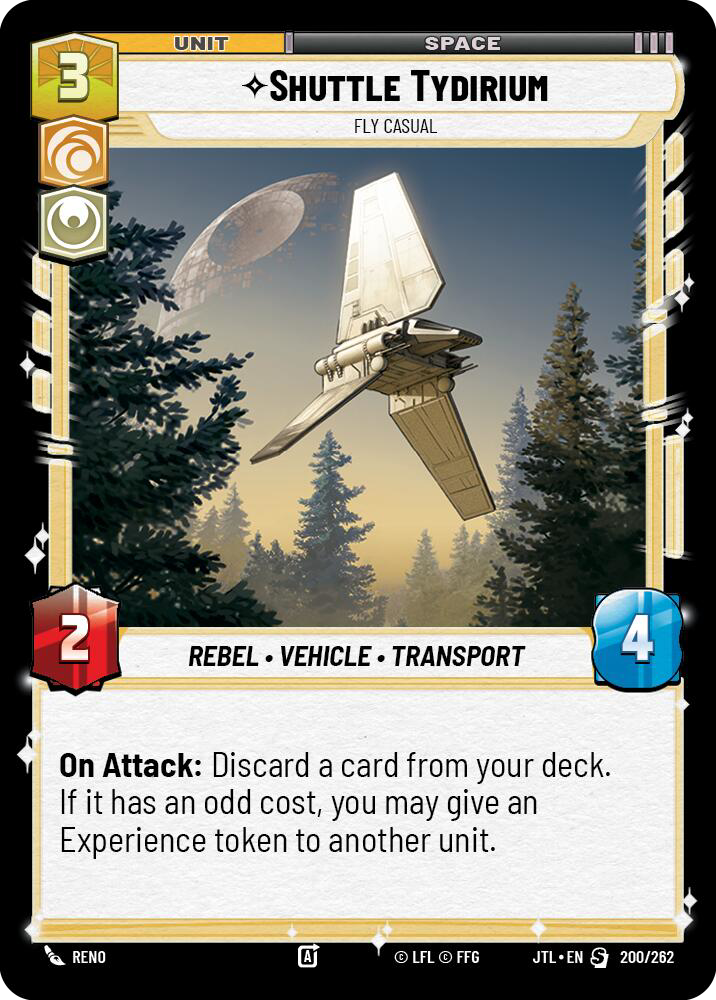 UNIT
SPACE
3
SHUTTLE TYDIRIUM
FLY CASUAL
2
REBEL • VEHICLE • TRANSPORT
4
On Attack: Discard a card from your deck.
If it has an odd cost, you may give an
Experience token to another unit.
RENO
A
© LFL © FFG
JTL • EN
S
200/262